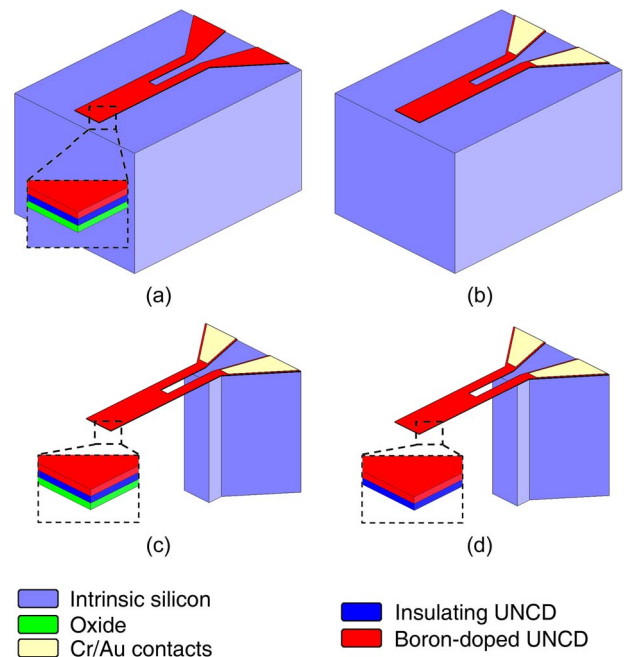 (a)
(b)
(c)
(d)
Intrinsic silicon
Oxide
Cr/Au contacts
Insulating UNCD
Boron-doped UNCD